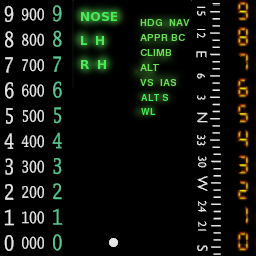 9 900 9
8 800 8
7 700 7
6 600 6
5 500 5
4 400 4
3 300 3
2 200 2
1 100 1
0 000 0
NOSE
L H
R H
HDG NAV
APPR BC
CLIMB
ALT
VS IAS
ALT S
WL
15
12
E
6
3
N
33
30
W
24
21
S
9
8
7
6
5
4
3
2
1
0